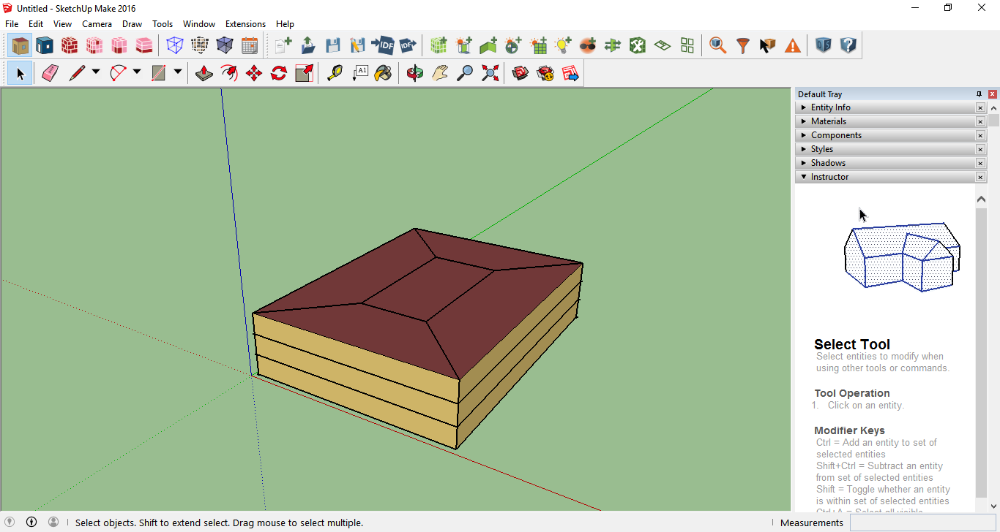 Untitled - SketchUp Make 2016
File Edit View Camera Draw Tools Window Extensions Help
IDF IDF
A1
Default Tray
Entity Info
Materials
Components
Styles
Shadows
Instructor
Select Tool
Select entities to modify when
using other tools or commands.
Tool Operation
1. Click on an entity.
Modifier Keys
Ctrl = Add an entity to set of
selected entities
Shift+Ctrl = Subtract an entity
from set of selected entities
Shift = Toggle whether an entity
is within set of selected entities
Ctrl+A = Select all visible
Select objects. Shift to extend select. Drag mouse to select multiple.
Measurements